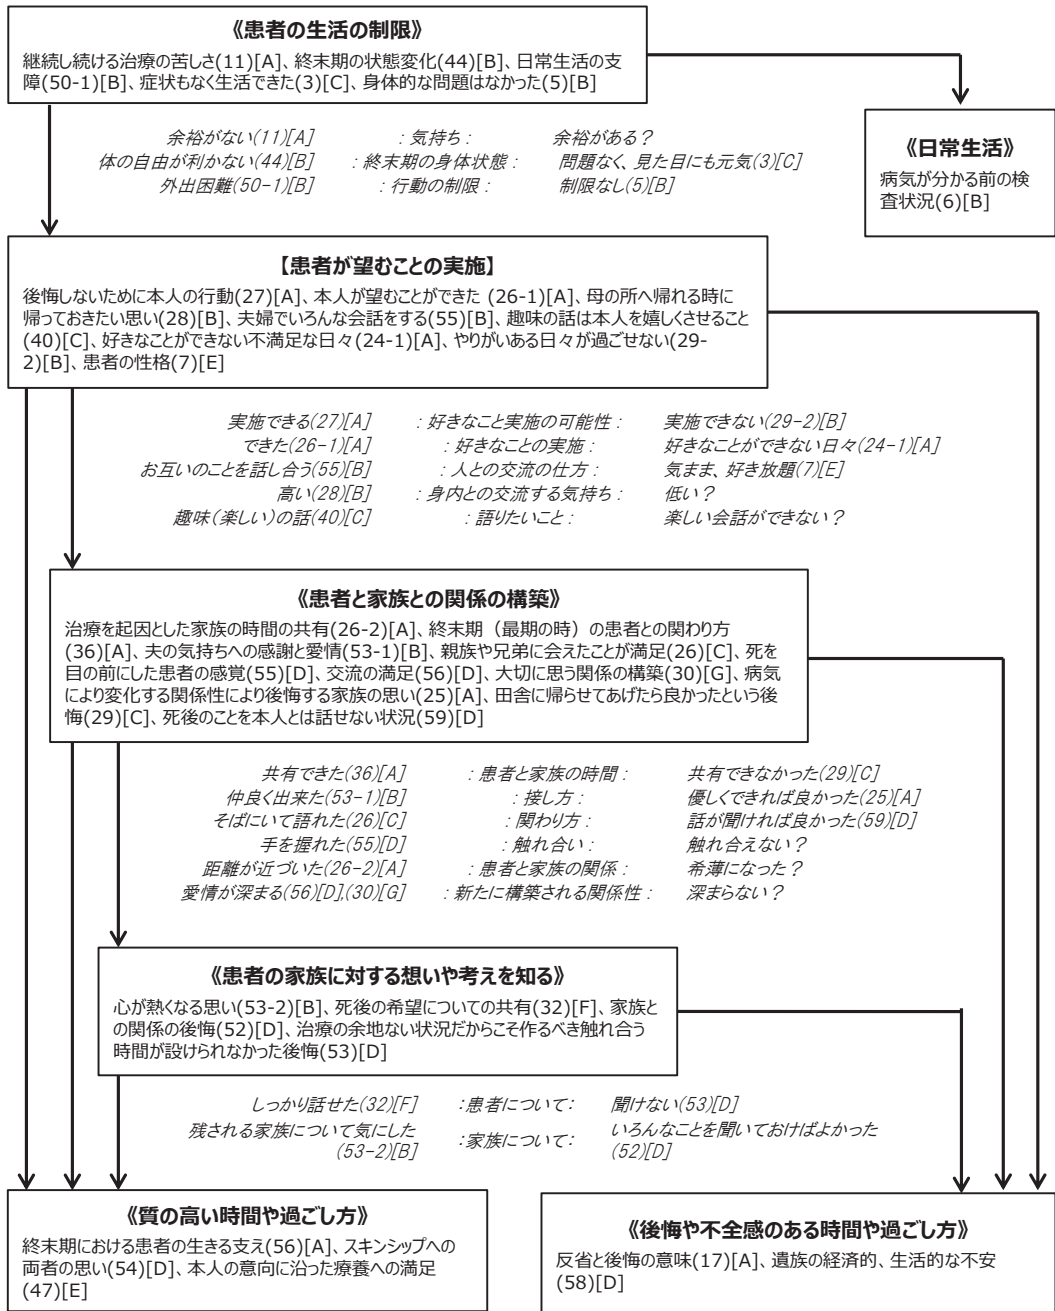 《患者の生活の制限》
継続し続ける治療の苦しさ(11)[A]、終末期の状態変化(44)[B]、日常生活の支
障(50-1)[B]、症状もなく生活できた(3)[C]、身体的な問題はなかった(5)[B]
《日常生活》
病気が分かる前の検
査状況(6)[B]
余裕がない(11)[A] : 気持ち : 余裕がある?
体の自由が利かない(44)[B] : 終末期の身体状態 : 問題なく、見た目にも元気(3)[C]
外出困難(50-1)[B] : 行動の制限 : 制限なし(5)[B]
【患者が望むことの実施】
後悔しないために本人の行動(27)[A]、本人が望むことができた (26-1)[A]、母の所へ帰れる時に
帰っておきたい思い(28)[B]、夫婦でいろんな会話をする(55)[B]、趣味の話は本人を嬉しくさせること
(40)[C]、好きなことができない不満足な日々(24-1)[A]、やりがいある日々が過ごせない(29-
2)[B]、患者の性格(7)[E]
実施できる(27)[A] : 好きなこと実施の可能性 : 実施できない(29-2)[B]
できた(26-1)[A] : 好きなことの実施 : 好きなことができない日々(24-1)[A]
お互いのことを話し合う(55)[B] : 人との交流の仕方 : 気まま、好き放題(7)[E]
高い(28)[B] : 身内との交流する気持ち : 低い?
趣味(楽しい)の話(40)[C] : 語りたいこと : 楽しい会話ができない?
《患者と家族との関係の構築》
治療を起因とした家族の時間の共有(26-2)[A]、終末期(最期の時)の患者との関わり方
(36)[A]、夫の気持ちへの感謝と愛情(53-1)[B]、親族や兄弟に会えたことが満足(26)[C]、死を
目の前にした患者の感覚(55)[D]、交流の満足(56)[D]、大切に思う関係の構築(30)[G]、病気
により変化する関係性により後悔する家族の思い(25)[A]、田舎に帰らせてあげたら良かったという後
悔(29)[C]、死後のことを本人とは話せない状況(59)[D]
共有できた(36)[A] : 患者と家族の時間 : 共有できなかった(29)[C]
仲良く出来た(53-1)[B] : 接し方 : 優しくできれば良かった(25)[A]
そばにいて語れた(26)[C] : 関わり方 : 話が聞ければ良かった(59)[D]
手を握れた(55)[D] : 触れ合い : 触れ合えない?
距離が近づいた(26-2)[A] : 患者と家族の関係 : 希薄になった?
愛情が深まる(56)[D],(30)[G] : 新たに構築される関係性 : 深まらない?
《患者の家族に対する想いや考えを知る》
心が熱くなる思い(53-2)[B]、死後の希望についての共有(32)[F]、家族と
の関係の後悔(52)[D]、治療の余地ない状況だからこそ作るべき触れ合う
時間が設けられなかった後悔(53)[D]
しっかり話せた(32)[F] :患者について: 聞けない(53)[D]
残される家族について気にした
(53-2)[B] :家族について: いろんなことを聞いておけばよかった
(52)[D]
《質の高い時間や過ごし方》
終末期における患者の生きる支え(56)[A]、スキンシップへの
両者の思い(54)[D]、本人の意向に沿った療養への満足
(47)[E]
《後悔や不全感のある時間や過ごし方》
反省と後悔の意味(17)[A]、遺族の経済的、生活的な不安
(58)[D]